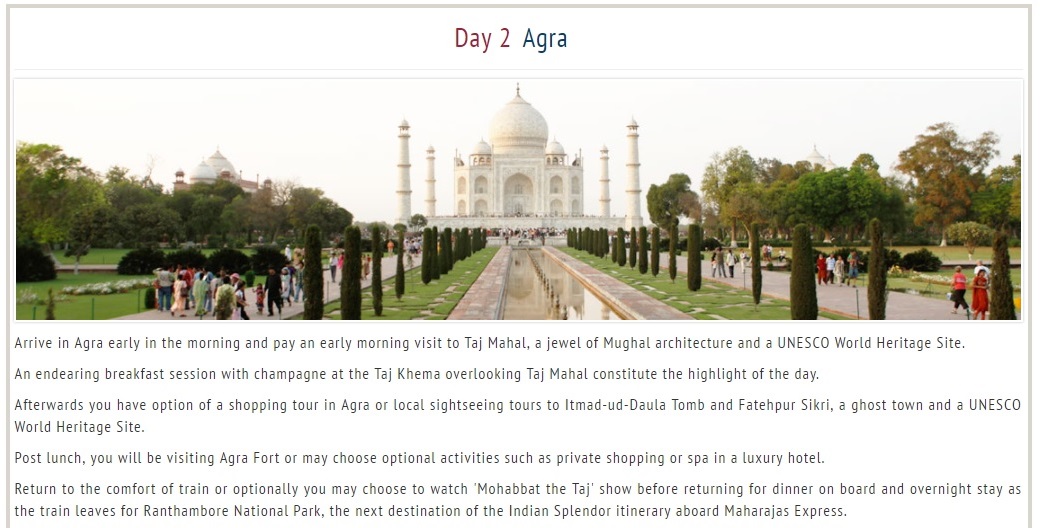 Day 2 Agra
Arrive in Agra early in the morning and pay an early morning visit to Taj Mahal, a jewel of Mughal architecture and a UNESCO World Heritage Site.
An endearing breakfast session with champagne at the Taj Khema overlooking Taj Mahal constitute the highlight of the day.
Afterwards you have option of a shopping tour in Agra or local sightseeing tours to Itmad-ud-Daula Tomb and Fatehpur Sikri, a ghost town and a UNESCO
World Heritage Site.
Post lunch, you will be visiting Agra Fort or may choose optional activities such as private shopping or spa in a luxury hotel.
Return to the comfort of train or optionally you may choose to watch 'Mohabbat the Taj' show before returning for dinner on board and overnight stay as
the train leaves for Ranthambore National Park, the next destination of the Indian Splendor itinerary aboard Maharajas Express.